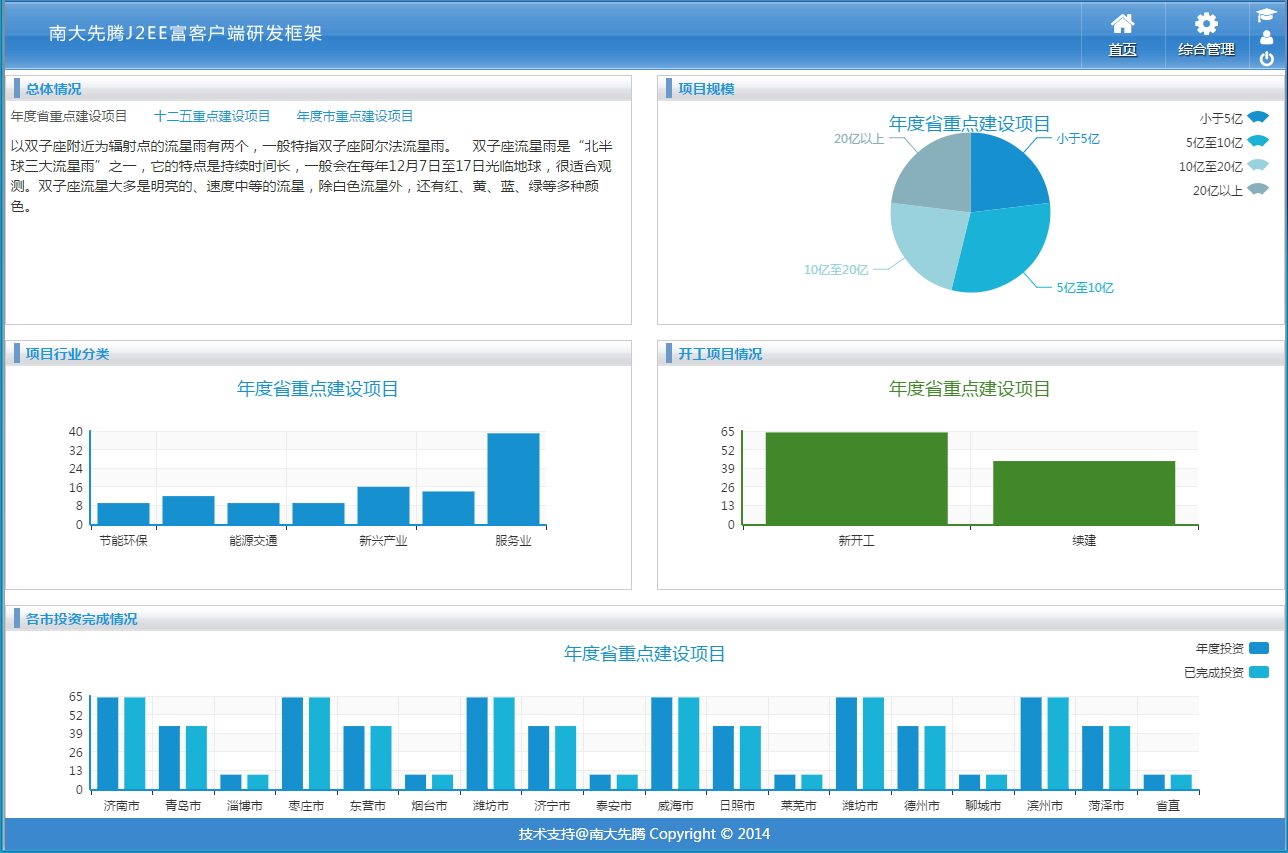 南大先腾J2EE富客户端研发框架
首页
综合管理
总体情况
年度省重点建设项目 十二五重点建设项目 年度市重点建设项目
以双子座附近为辐射点的流星雨有两个，一般特指双子座阿尔法流星雨。 双子座流星雨是“北半
球三大流星雨”之一，它的特点是持续时间长，一般会在每年12月7日至17日光临地球，很适合观
测。双子座流星大多是明亮的、速度中等的流星，除白色流星外，还有红、黄、蓝、绿等多种颜
色。
项目规模
年度省重点建设项目
小于5亿
5亿至10亿
10亿至20亿
20亿以上
20亿以上
小于5亿
10亿至20亿
5亿至10亿
项目行业分类
年度省重点建设项目
40
32
24
16
8
0
节能环保 能源交通 新兴产业 服务业
开工项目情况
年度省重点建设项目
65
52
39
26
13
0
新开工 续建
各市投资完成情况
年度省重点建设项目
年度投资
已完成投资
65
52
39
26
13
0
济南市 青岛市 淄博市 枣庄市 东营市 烟台市 潍坊市 济宁市 泰安市 威海市 日照市 莱芜市 潍坊市 德州市 聊城市 滨州市 菏泽市 省直
技术支持@南大先腾 Copyright © 2014